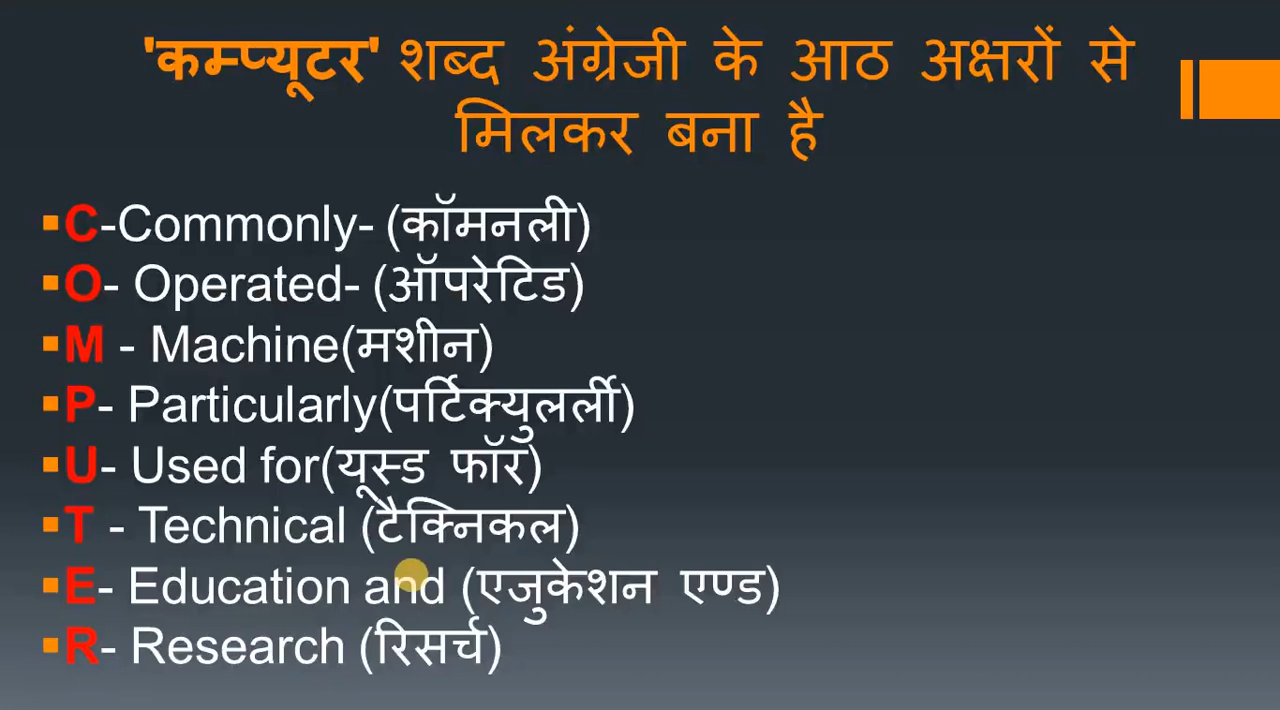 'कम्प्यूटर' शब्द अंग्रेजी के आठ अक्षरों से
मिलकर बना है
C-Commonly- (कॉमनली)
O- Operated- (ऑपरेटिड)
M - Machine(मशीन)
P- Particularly(पर्टिक्युलर्ली)
U- Used for(यूस्ड फॉर)
T - Technical (टैक्निकल)
E- Education and (एजुकेशन एण्ड)
R- Research (रिसर्च)